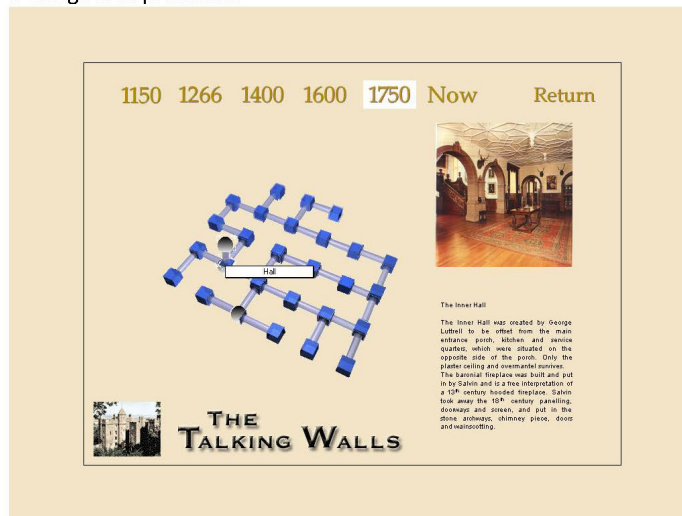 1150 1266 1400 1600 1750 Now Return
Hall
The Inner Hall
The Inner Hall was created by George
Luttrell to be offset from the main
entrance porch, kitchen and service
quarters, which were situated on the
opposite side of the porch. Only the
plaster ceiling and overmantel survives.
The baronial fireplace was built and put
in by Salvin and is a free interpretation of
a 13th century hooded fireplace. Salvin
took away the 18th century panelling,
doorways and screen, and put in the
stone archways, chimney piece, doors
and wainscotting.
THE
TALKING WALLS